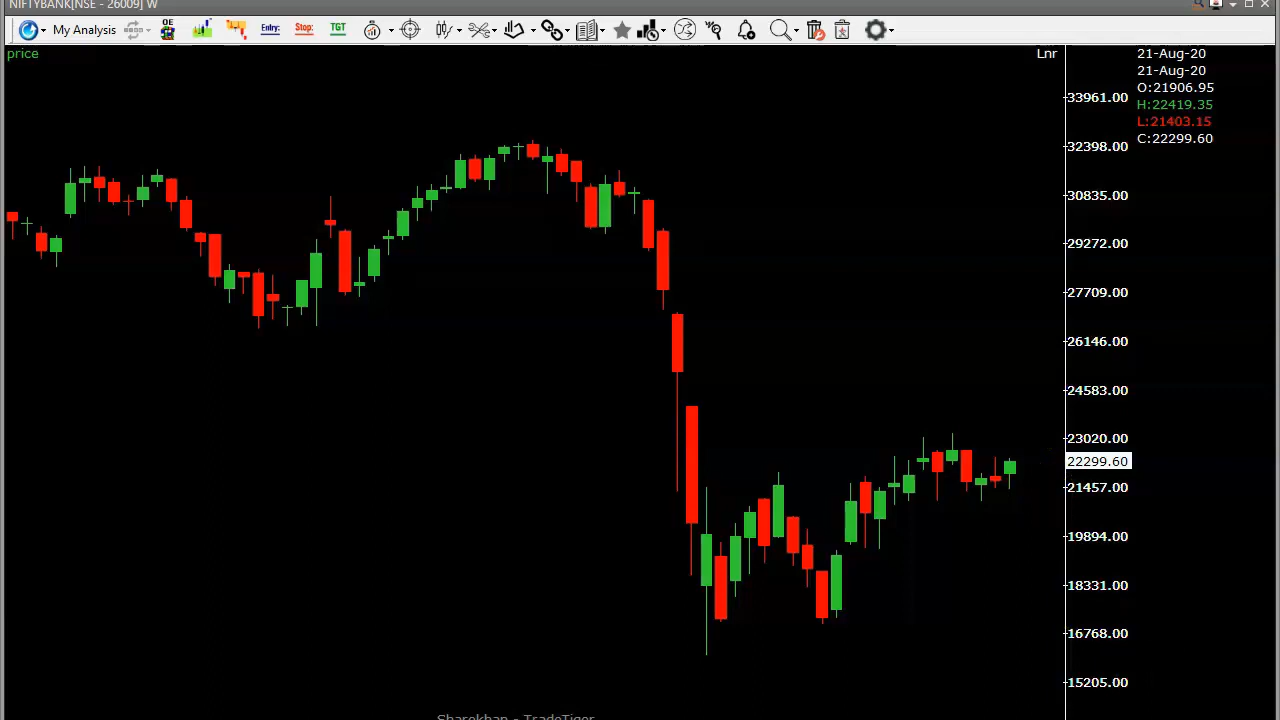 NIFTYBANK[NSE - 26009] W
OE My Analysis Entry: Stop: TGT
price
Lnr
21-Aug-20
21-Aug-20
O:21906.95
H:22419.35
L:21403.15
C:22299.60
33961.00
32398.00
30835.00
29272.00
27709.00
26146.00
24583.00
23020.00
22299.60
21457.00
19894.00
18331.00
16768.00
15205.00
Sharekhan - TradeTiger